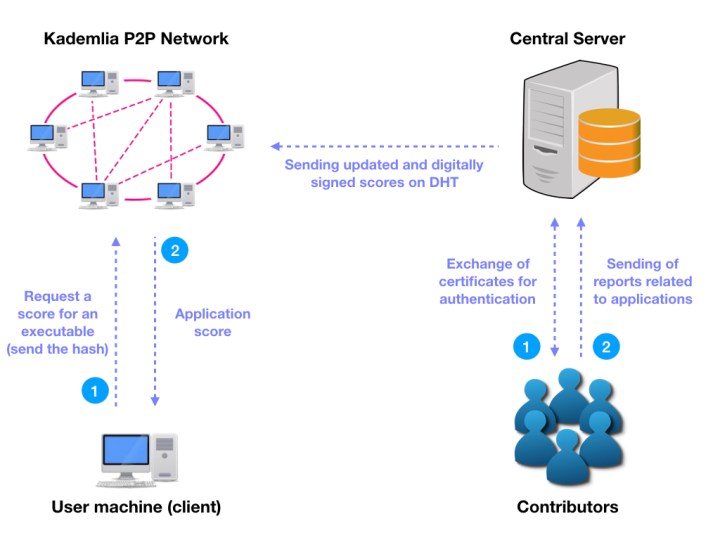 Kademlia P2P Network
Central Server
Sending updated and digitally
signed scores on DHT
2
Request a
score for an
executable
(send the hash)
Application
score
1
Exchange of
certificates for
authentication
Sending of
reports related
to applications
1
2
User machine (client)
Contributors